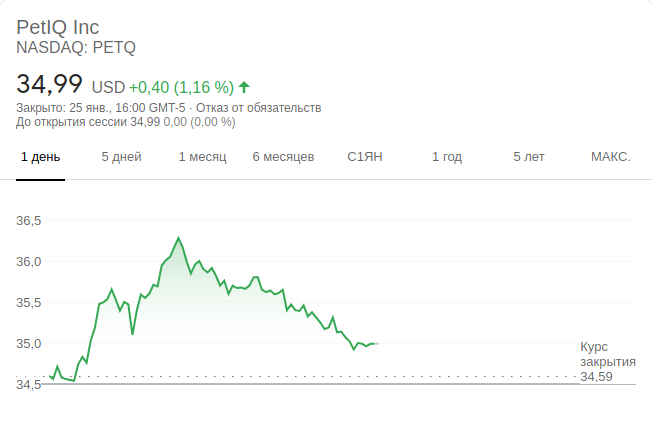 PetIQ Inc
NASDAQ: PETQ
34,99 USD +0,40 (1,16 %)
Закрыто: 25 янв., 16:00 GMT-5 · Отказ от обязательств
До открытия сессии 34,99 0,00 (0,00 %)
1 день 5 дней 1 месяц 6 месяцев С1ЯН 1 год 5 лет МАКС.
36,5
36,0
35,5
35,0
34,5
Курс
закрытия
34,59